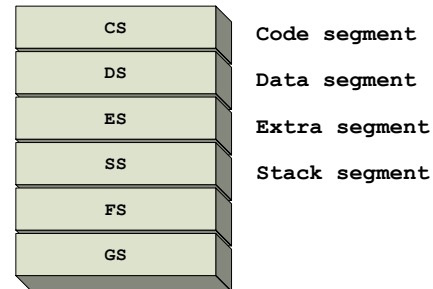 CS Code segment
DS Data segment
ES Extra segment
SS Stack segment
FS
GS